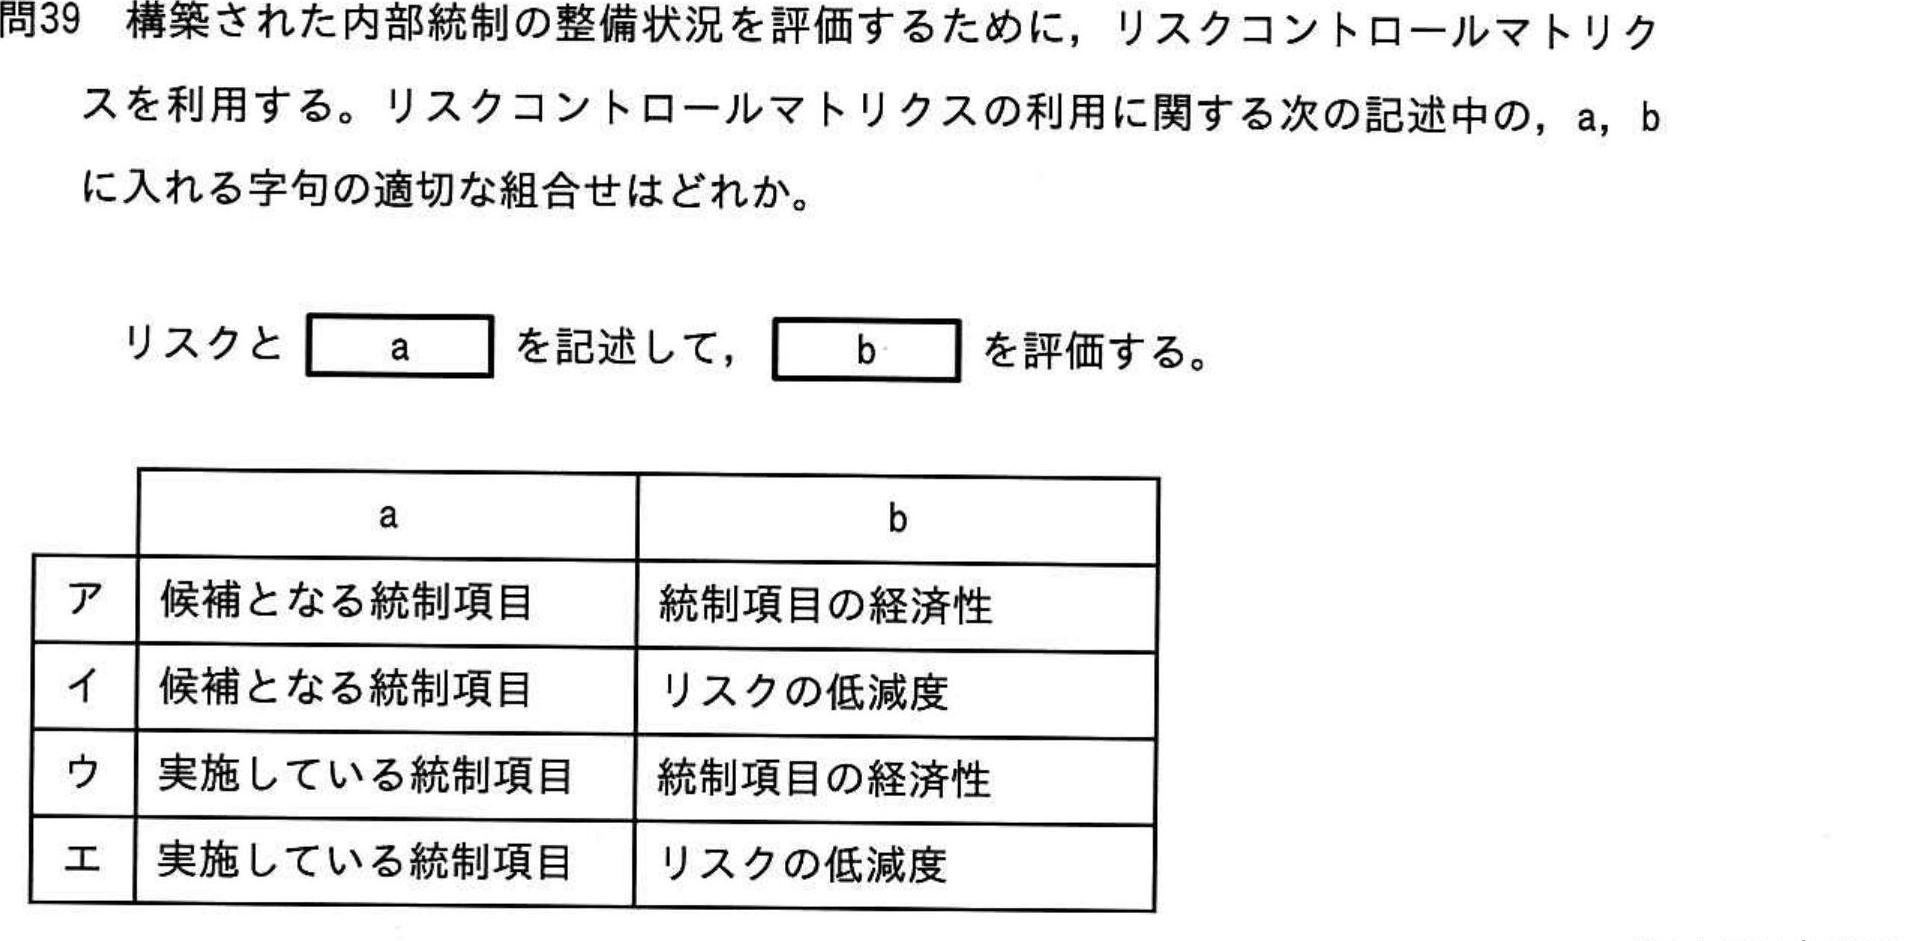 問39　構築された内部統制の整備状況を評価するために，リスクコントロールマトリク
スを利用する。リスクコントロールマトリクスの利用に関する次の記述中の，a，b
に入れる字句の適切な組合せはどれか。
リスクと a を記述して， b を評価する。
a b
ア 候補となる統制項目 統制項目の経済性
イ 候補となる統制項目 リスクの低減度
ウ 実施している統制項目 統制項目の経済性
エ 実施している統制項目 リスクの低減度